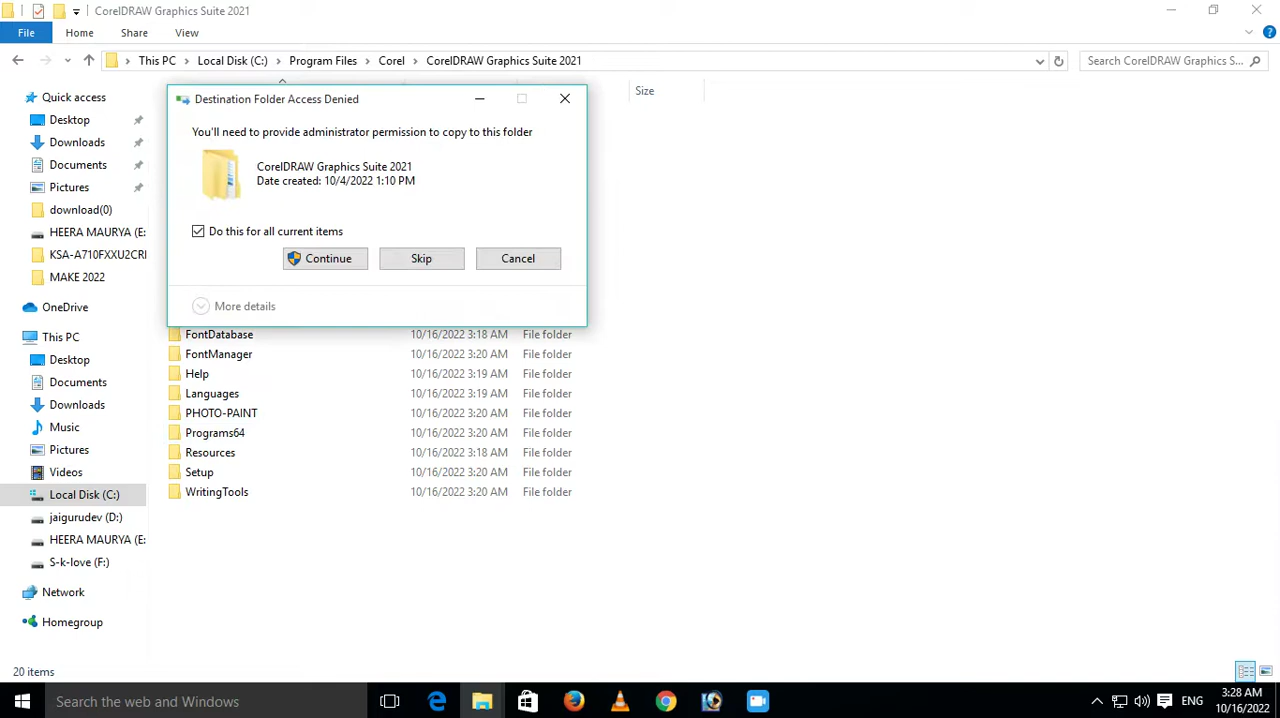 CorelDRAW Graphics Suite 2021
File Home Share View
This PC Local Disk (C:) Program Files Corel CorelDRAW Graphics Suite 2021
Search CorelDRAW Graphics S...
Size
Destination Folder Access Denied
You'll need to provide administrator permission to copy to this folder
CorelDRAW Graphics Suite 2021
Date created: 10/4/2022 1:10 PM
Do this for all current items
Continue Skip Cancel
More details
Quick access
Desktop
Downloads
Documents
Pictures
download(0)
HEERA MAURYA (E:
KSA-A710FXXU2CRI
MAKE 2022
OneDrive
This PC
Desktop
Documents
Downloads
Music
Pictures
Videos
Local Disk (C:)
jaigurudev (D:)
HEERA MAURYA (E:
S-k-love (F:)
Network
Homegroup
FontDatabase 10/16/2022 3:18 AM File folder
FontManager 10/16/2022 3:20 AM File folder
Help 10/16/2022 3:19 AM File folder
Languages 10/16/2022 3:19 AM File folder
PHOTO-PAINT 10/16/2022 3:20 AM File folder
Programs64 10/16/2022 3:20 AM File folder
Resources 10/16/2022 3:18 AM File folder
Setup 10/16/2022 3:20 AM File folder
WritingTools 10/16/2022 3:20 AM File folder
20 items
Search the web and Windows
ENG
3:28 AM
10/16/2022